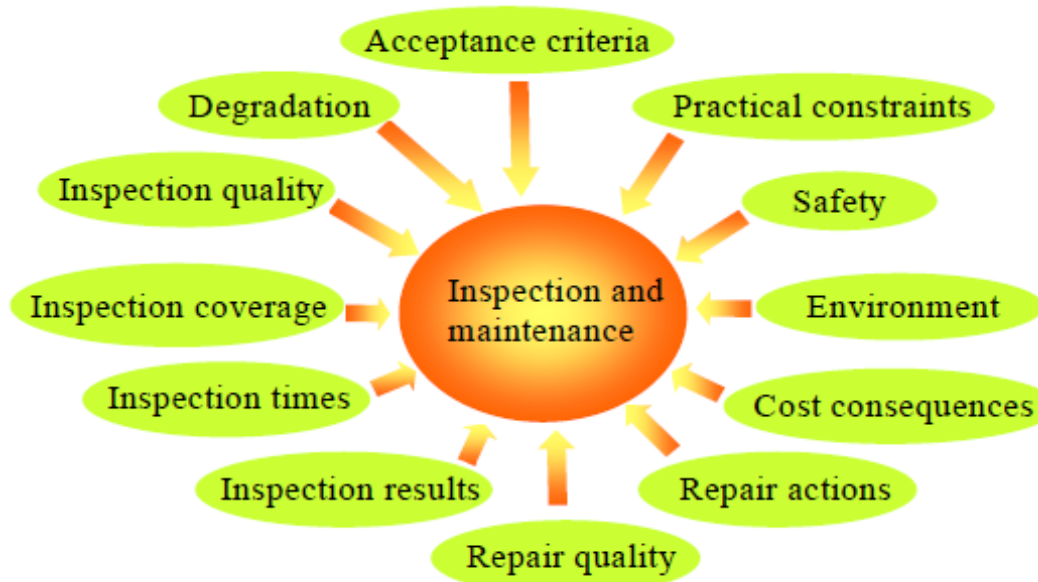 Acceptance criteria
Degradation
Practical constraints
Inspection quality
Safety
Inspection and
maintenance
Inspection coverage
Environment
Inspection times
Cost consequences
Inspection results
Repair actions
Repair quality